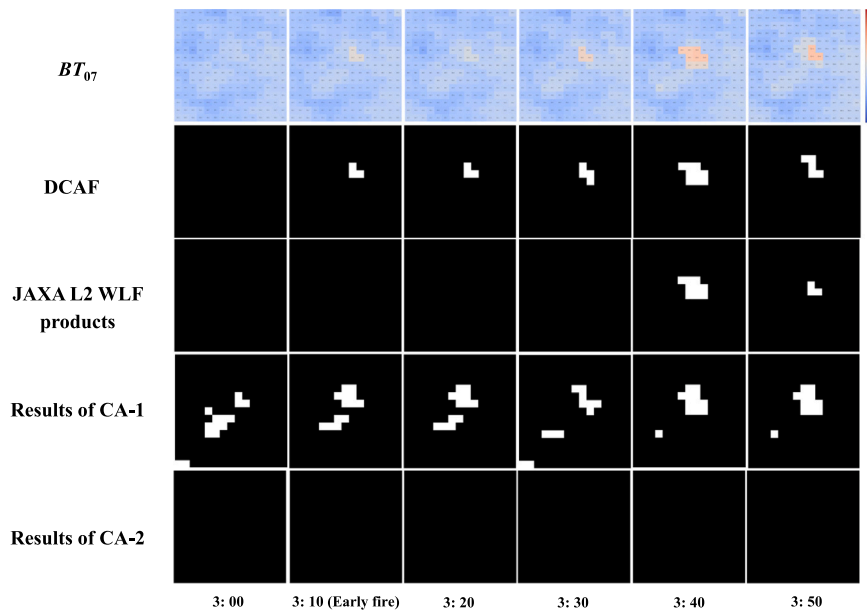 BT07
DCAF
JAXA L2 WLF
products
Results of CA-1
Results of CA-2
3: 00
3: 10 (Early fire)
3: 20
3: 30
3: 40
3: 50